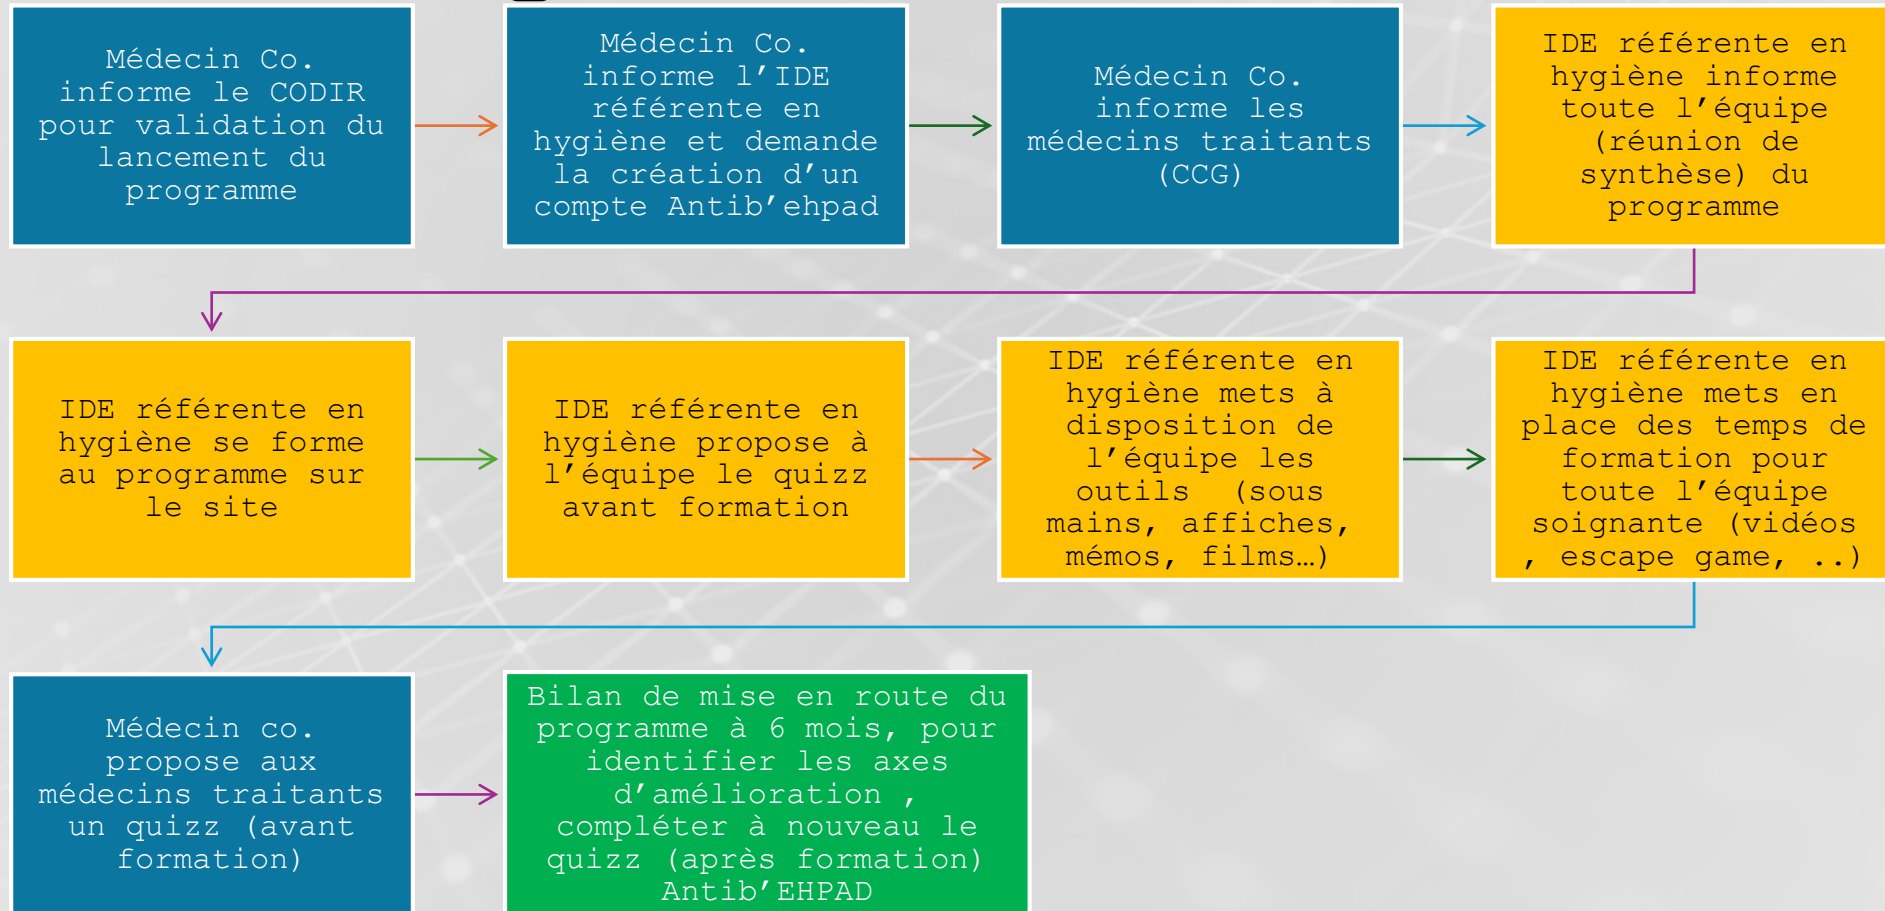 Médecin Co.
informe le CODIR
pour validation du
lancement du
programme
Médecin Co.
informe l’IDE
référente en
hygiène et demande
la création d’un
compte Antib’ehpad
Médecin Co.
informe les
médecins traitants
(CCG)
IDE référente en
hygiène informe
toute l’équipe
(réunion de
synthèse) du
programme
IDE référente en
hygiène se forme
au programme sur
le site
IDE référente en
hygiène propose à
l’équipe le quizz
avant formation
IDE référente en
hygiène mets à
disposition de
l’équipe les
outils (sous
mains, affiches,
mémos, films…)
IDE référente en
hygiène mets en
place des temps de
formation pour
toute l’équipe
soignante (vidéos
, escape game, ..)
Médecin co.
propose aux
médecins traitants
un quizz (avant
formation)
Bilan de mise en route du
programme à 6 mois, pour
identifier les axes
d’amélioration ,
compléter à nouveau le
quizz (après formation)
Antib’EHPAD